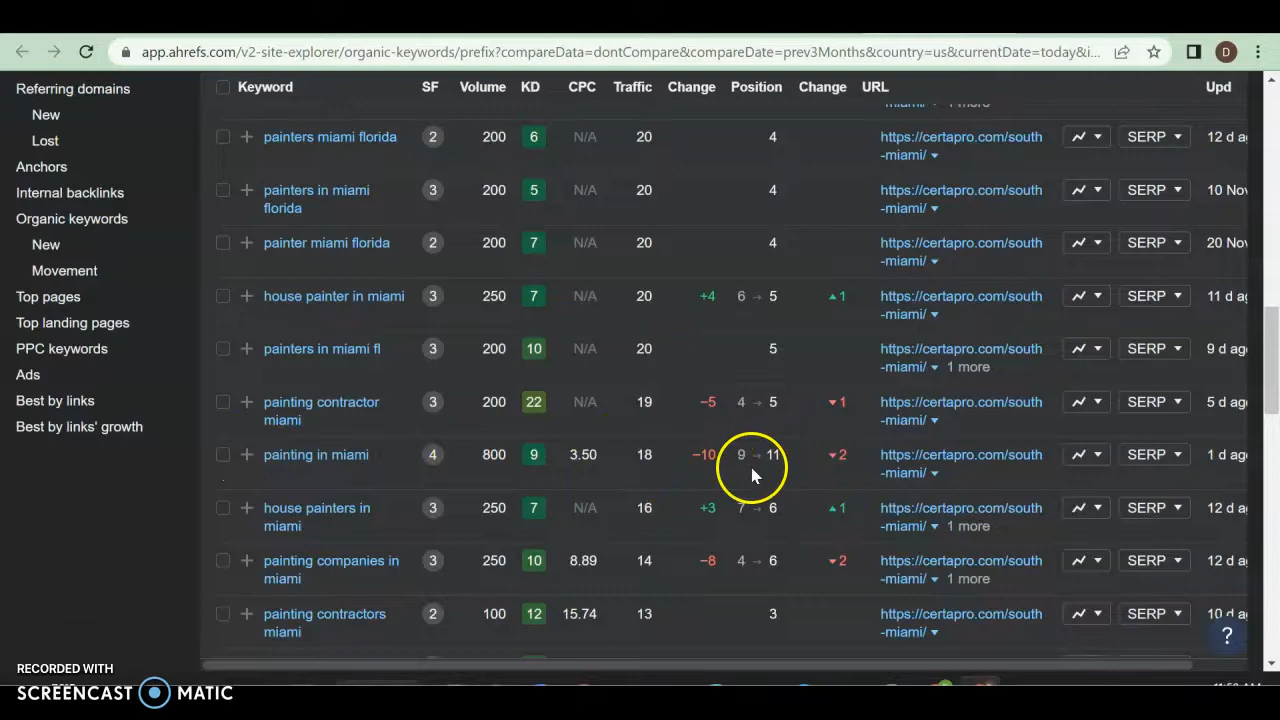 app.ahrefs.com/v2-site-explorer/organic-keywords/prefix?compareData=dontCompare&compareDate=prev3Months&country=us&currentDate=today&i... D
Referring domains
New
Lost
Anchors
Internal backlinks
Organic keywords
New
Movement
Top pages
Top landing pages
PPC keywords
Ads
Best by links
Best by links' growth
Keyword SF Volume KD CPC Traffic Change Position Change URL Upd
miami/ 1 more
painters miami florida 2 200 6 N/A 20 4 https://certapro.com/south SERP 12 d ag
-miami/
painters in miami 3 200 5 N/A 20 4 https://certapro.com/south SERP 10 Nov
florida -miami/
painter miami florida 2 200 7 N/A 20 4 https://certapro.com/south SERP 20 Nov
-miami/
house painter in miami 3 250 7 N/A 20 +4 6 → 5 ▲1 https://certapro.com/south SERP 11 d ag
-miami/
painters in miami fl 3 200 10 N/A 20 5 https://certapro.com/south SERP 9 d ago
-miami/ 1 more
painting contractor 3 200 22 N/A 19 −5 4 → 5 ▼1 https://certapro.com/south SERP 5 d ago
miami -miami/
painting in miami 4 800 9 3.50 18 −10 9 → 11 ▼2 https://certapro.com/south SERP 1 d ago
-miami/
house painters in 3 250 7 N/A 16 +3 7 → 6 ▲1 https://certapro.com/south SERP 12 d ag
miami -miami/ 1 more
painting companies in 3 250 10 8.89 14 −8 4 → 6 ▼2 https://certapro.com/south SERP 12 d ag
miami -miami/ 1 more
painting contractors 2 100 12 15.74 13 3 https://certapro.com/south SERP 10 d ag
miami -miami/
?
RECORDED WITH
SCREENCAST MATIC